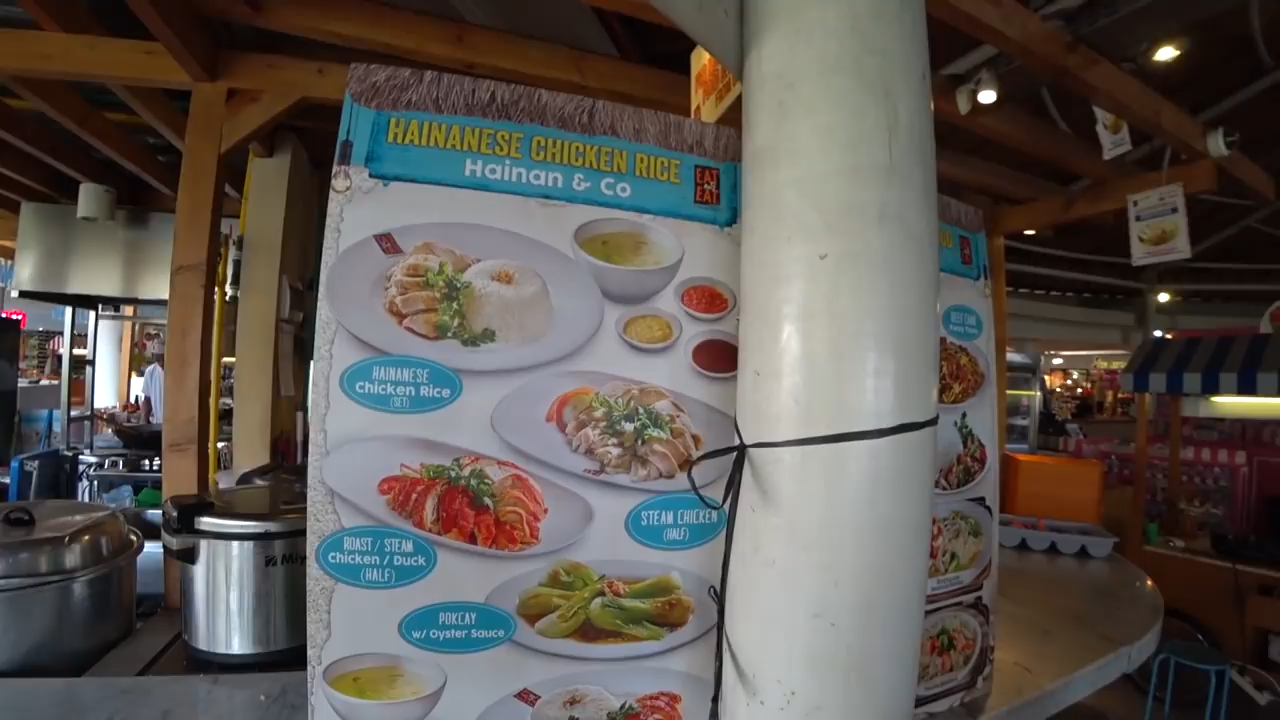 HAINANESE CHICKEN RICE
Hainan & Co
EAT
EAT
HAINANESE
Chicken Rice
(SET)
STEAM CHICKEN
(HALF)
ROAST / STEAM
Chicken / Duck
(HALF)
POKCAY
w/ Oyster Sauce